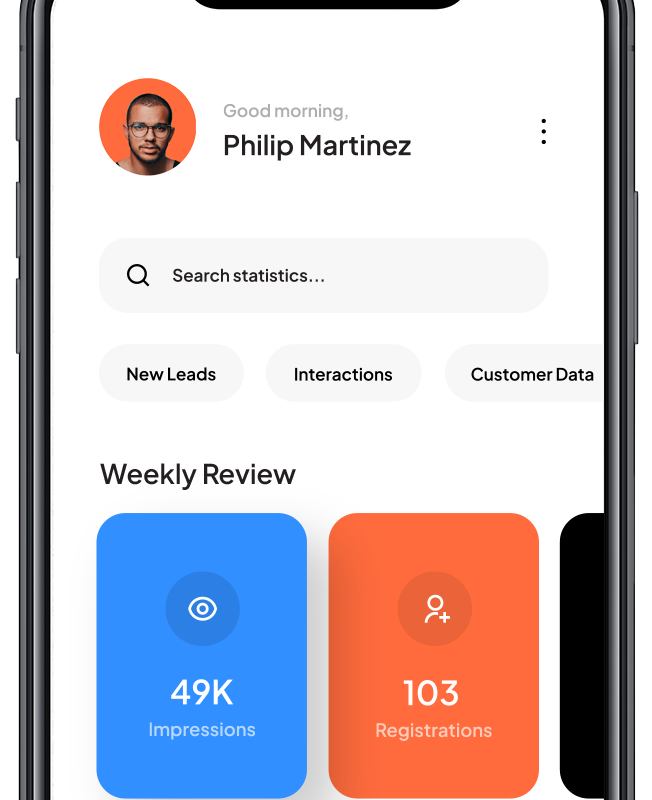 Good morning,
Philip Martinez
Search statistics...
New Leads
Interactions
Customer Data
Weekly Review
49K
Impressions
103
Registrations